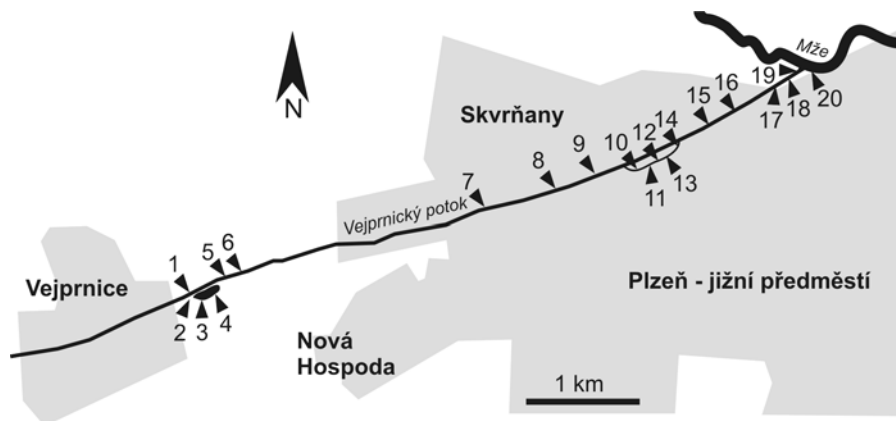 Mže
N
Skvrňany
19
20
16
15
18
17
14
12
10
13
11
9
8
7
Vejprnický potok
6
5
1
Vejprnice
Plzeň - jižní předměstí
2
3
4
Nová
Hospoda
1 km